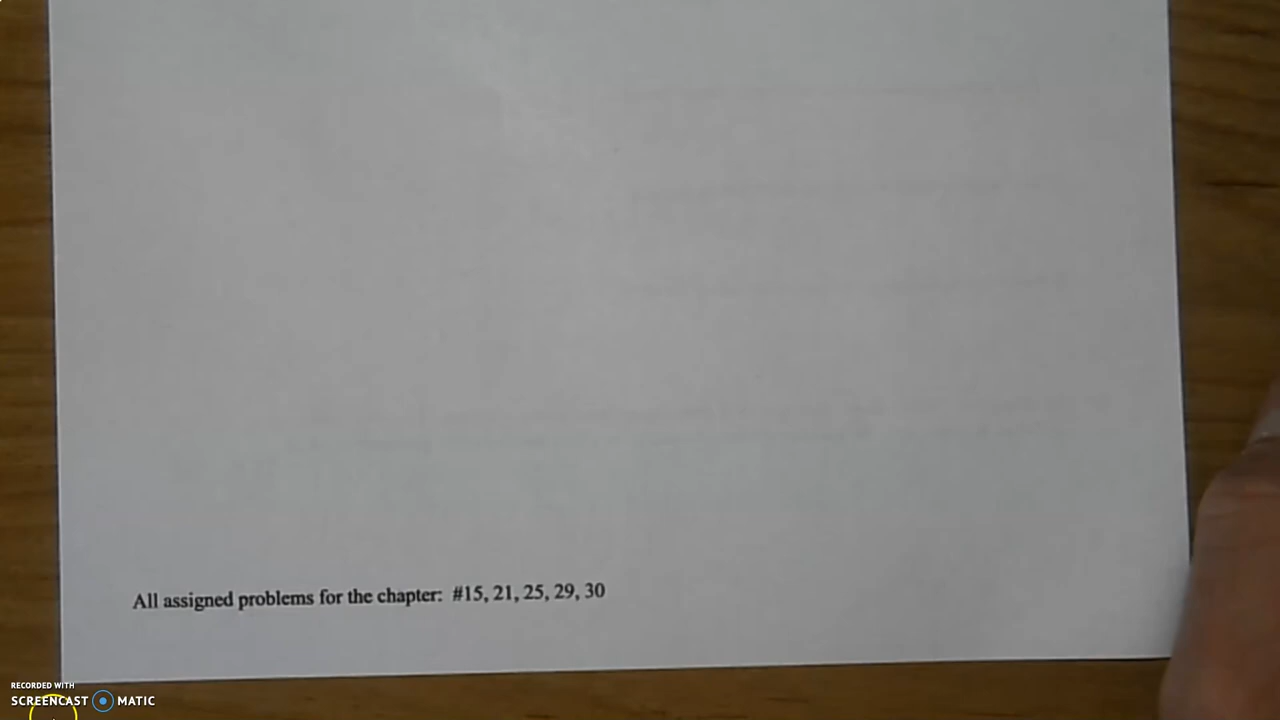 All assigned problems for the chapter: #15, 21, 25, 29, 30
RECORDED WITH
SCREENCAST MATIC